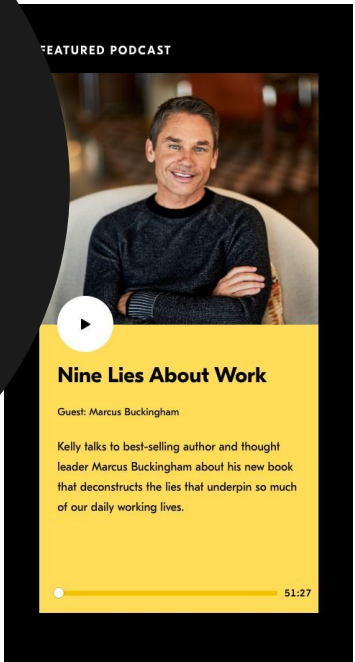 FEATURED PODCAST
Nine Lies About Work
Guest: Marcus Buckingham
Kelly talks to best-selling author and thought
leader Marcus Buckingham about his new book
that deconstructs the lies that underpin so much
of our daily working lives.
51:27